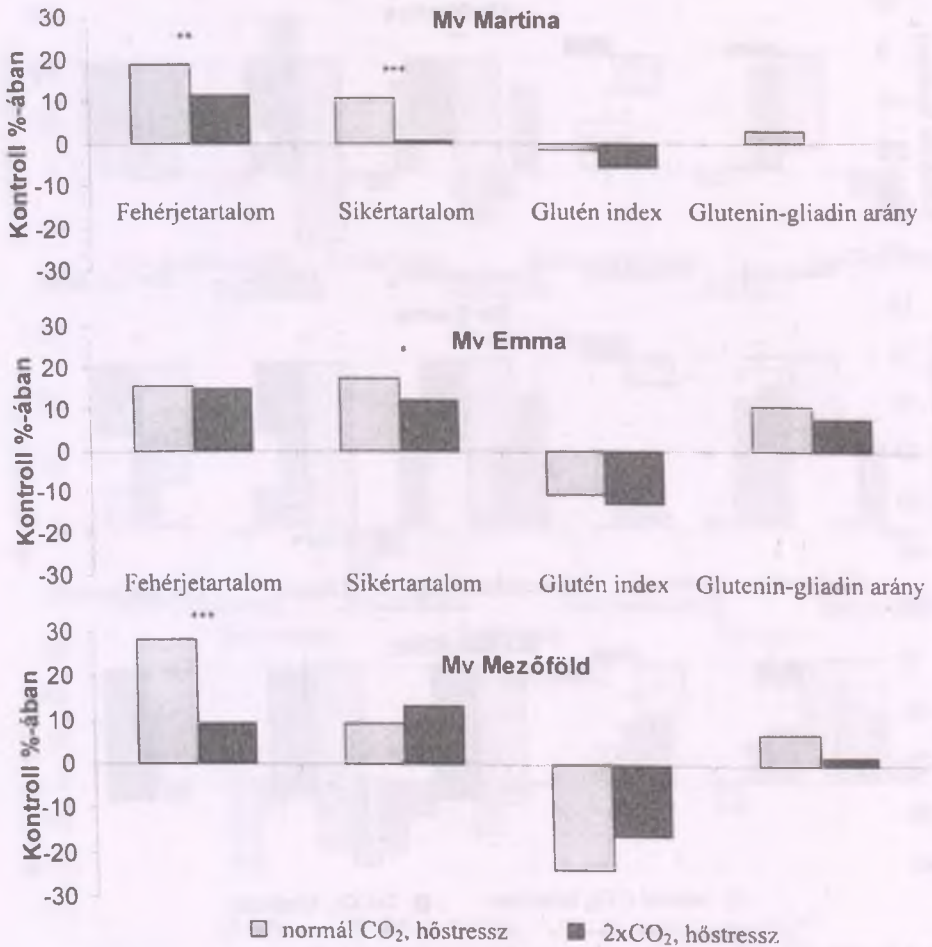 Mv Martina
Kontroll %-ában
30
**
20
***
10
0
-10
Fehérjetartalom Sikértartalom Glutén index Glutenin-gliadin arány
-20
-30
Mv Emma
Kontroll %-ában
30
20
*
10
0
-10
-20
-30
Fehérjetartalom Sikértartalom Glutén index Glutenin-gliadin arány
Mv Mezőföld
Kontroll %-ában
***
30
20
10
0
-10
-20
-30
normál CO₂, hőstressz 2xCO₂, hőstressz